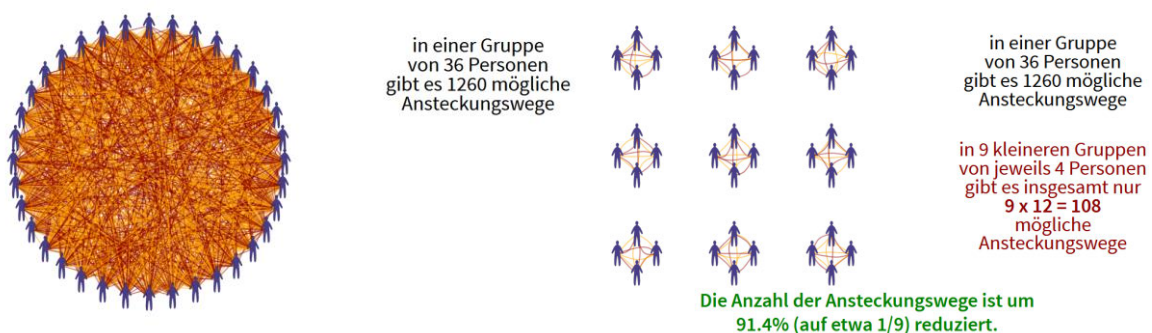 in einer Gruppe
von 36 Personen
gibt es 1260 mögliche
Ansteckungswege
in einer Gruppe
von 36 Personen
gibt es 1260 mögliche
Ansteckungswege
in 9 kleineren Gruppen
von jeweils 4 Personen
gibt es insgesamt nur
9 x 12 = 108
mögliche
Ansteckungswege
Die Anzahl der Ansteckungswege ist um
91.4% (auf etwa 1/9) reduziert.